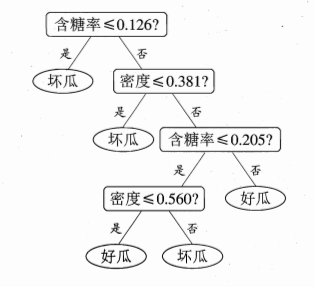 含糖率≤0.126?
是
否
坏瓜
密度≤0.381?
是
否
坏瓜
含糖率≤0.205?
是
否
密度≤0.560?
好瓜
是
否
好瓜
坏瓜